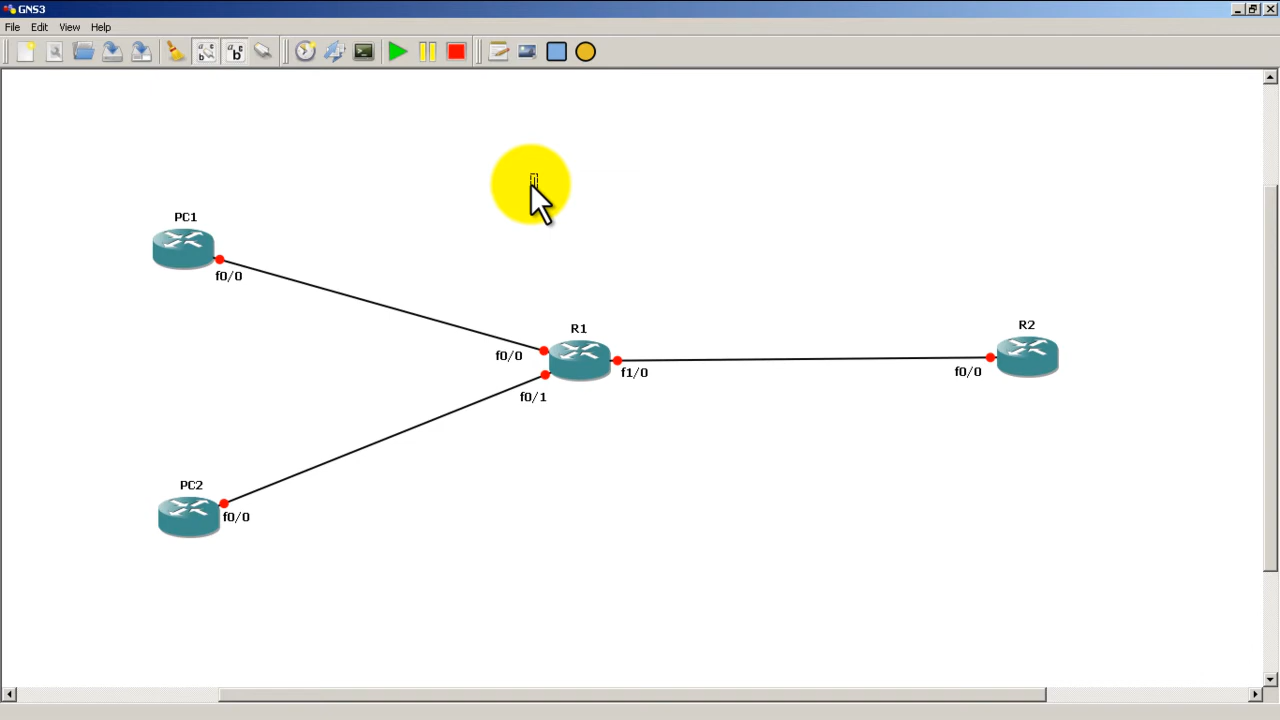 GNS3
File Edit View Help
PC1
f0/0
R1
R2
f0/0
f1/0
f0/0
f0/1
PC2
f0/0